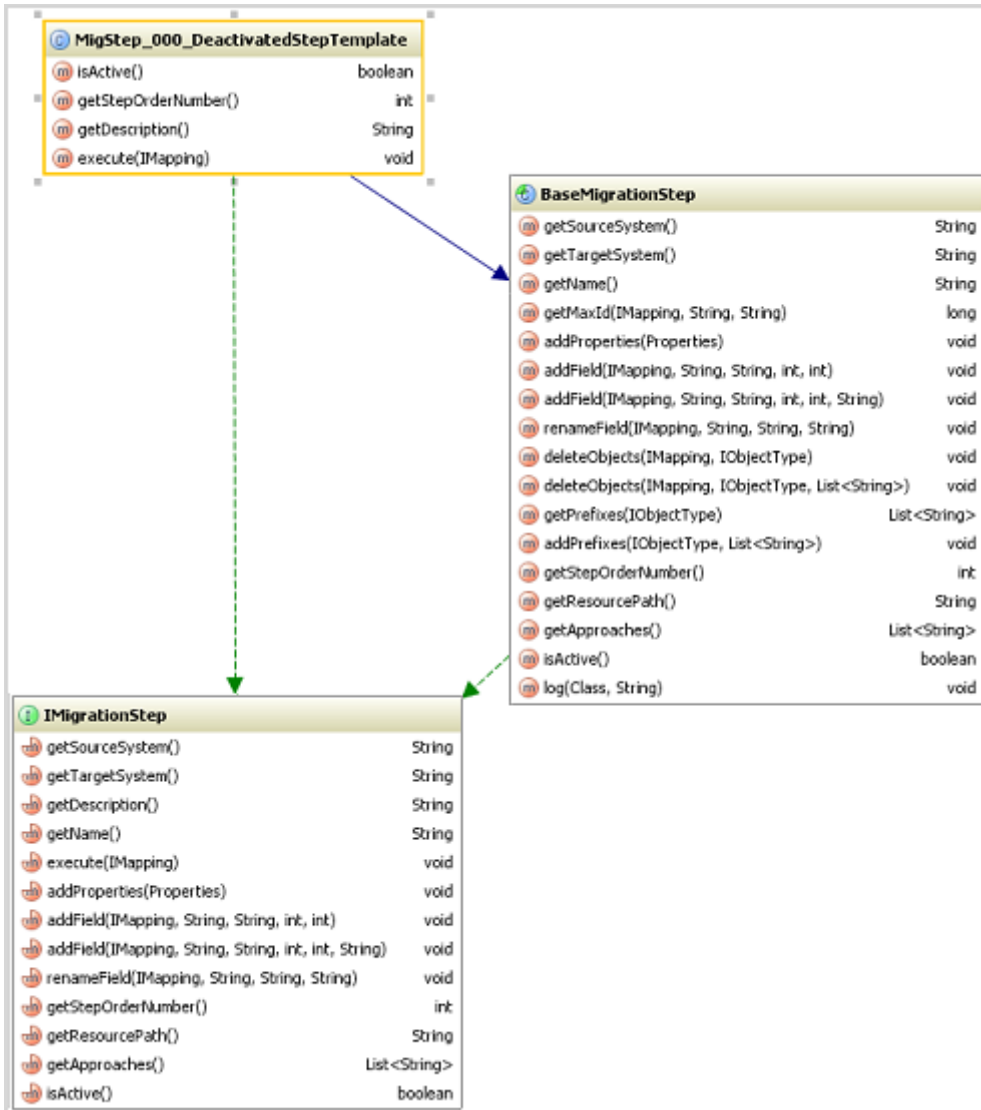 MigStep_000_DeactivatedStepTemplate
isActive() boolean
getStepOrderNumber() int
getDescription() String
execute(IMapping) void
BaseMigrationStep
getSourceSystem() String
getTargetSystem() String
getName() String
getMaxId(IMapping, String, String) long
addProperties(Properties) void
addField(IMapping, String, String, int, int) void
addField(IMapping, String, String, int, int, String) void
renameField(IMapping, String, String, String) void
deleteObjects(IMapping, IObjectType) void
deleteObjects(IMapping, IObjectType, List<String>) void
getPrefixes(IObjectType) List<String>
addPrefixes(IObjectType, List<String>) void
getStepOrderNumber() int
getResourcePath() String
getApproaches() List<String>
isActive() boolean
log(Class, String) void
IMigrationStep
getSourceSystem() String
getTargetSystem() String
getDescription() String
getName() String
execute(IMapping) void
addProperties(Properties) void
addField(IMapping, String, String, int, int) void
addField(IMapping, String, String, int, int, String) void
renameField(IMapping, String, String, String) void
getStepOrderNumber() int
getResourcePath() String
getApproaches() List<String>
isActive() boolean